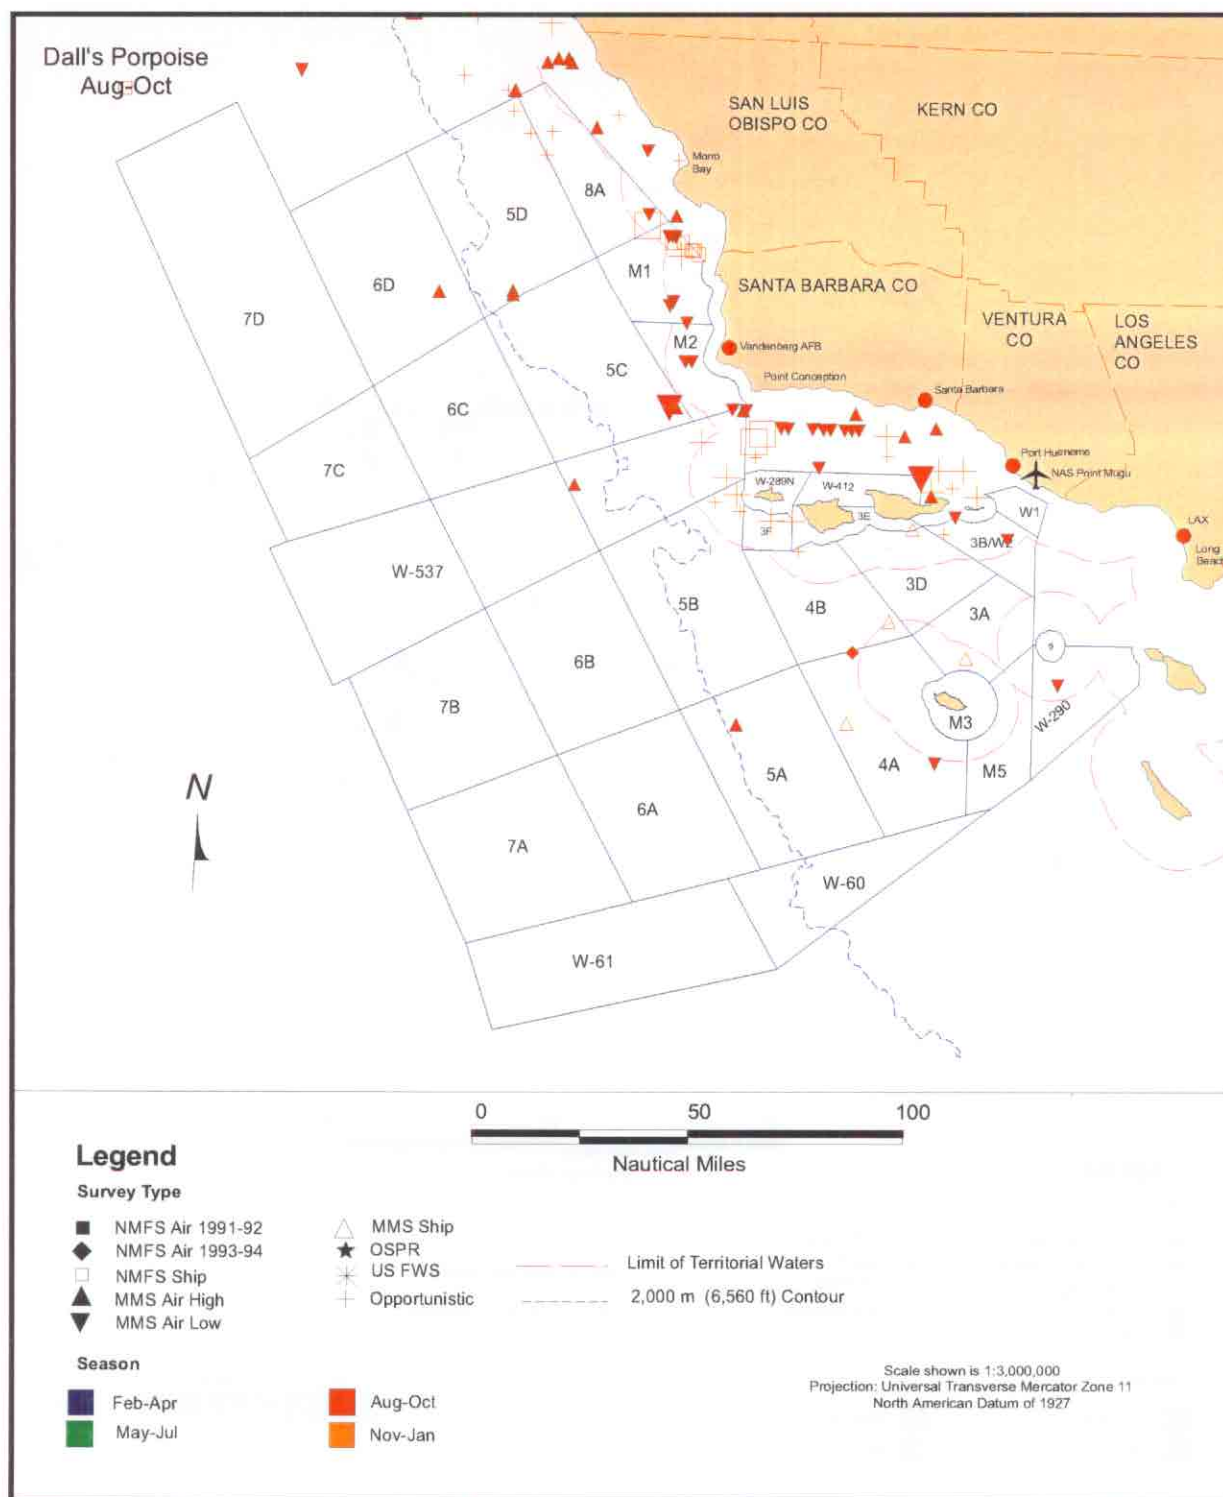 Dall's Porpoise
Aug-Oct
SAN LUIS
OBISPO CO
KERN CO
Morro
Bay
8A
5D
M1
6D
7D
SANTA BARBARA CO
VENTURA
CO
LOS
ANGELES
CO
M2
Vandenberg AFB
5C
Point Conception
Santa Barbara
6C
7C
Port Hueneme
NAS Point Mugu
W-289N
W-412
W1
3E
3F
LAX
Long
Beach
3B/W2
W-537
3D
5B
4B
3A
6B
9
7B
M3
W-290
5A
4A
M5
N
6A
7A
W-60
W-61
0
50
100
Nautical Miles
Legend
Survey Type
NMFS Air 1991-92
NMFS Air 1993-94
NMFS Ship
MMS Air High
MMS Air Low
MMS Ship
OSPR
US FWS
Opportunistic
Limit of Territorial Waters
2,000 m (6,560 ft) Contour
Season
Feb-Apr
May-Jul
Aug-Oct
Nov-Jan
Scale shown is 1:3,000,000
Projection: Universal Transverse Mercator Zone 11
North American Datum of 1927